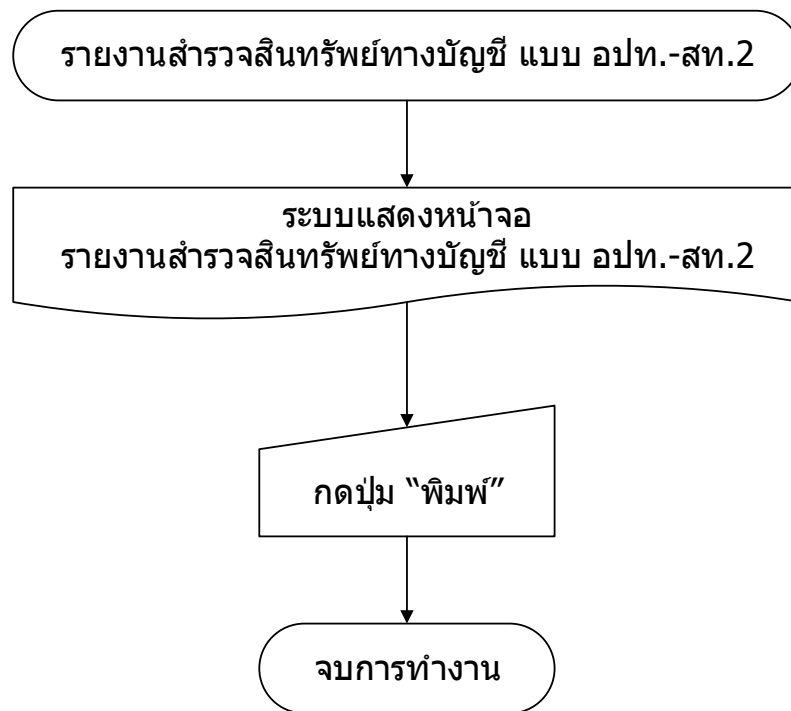 รายงานสำรวจสินทรัพย์ทางบัญชี แบบ อปท.-สท.2
ระบบแสดงหน้าจอ
รายงานสำรวจสินทรัพย์ทางบัญชี แบบ อปท.-สท.2
กดปุ่ม “พิมพ์”
จบการทำงาน